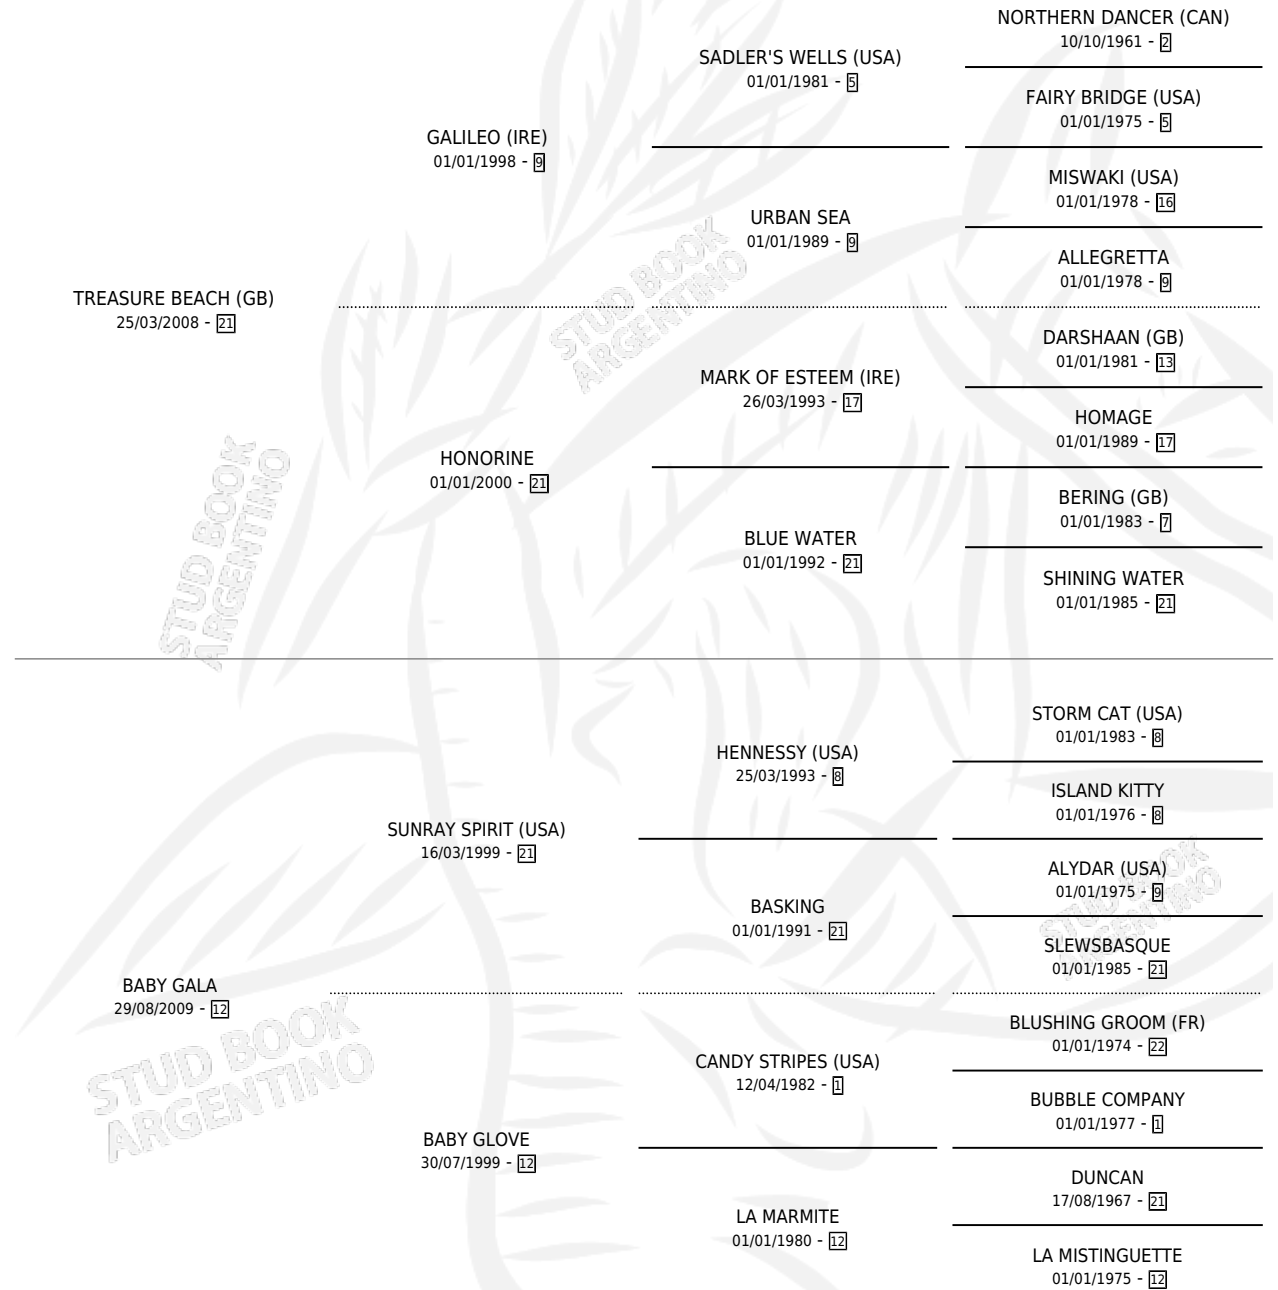 NORTHERN DANCER (CAN)
10/10/1961 - 2
SADLER'S WELLS (USA)
01/01/1981 - 5
FAIRY BRIDGE (USA)
01/01/1975 - 5
GALILEO (IRE)
01/01/1998 - 9
MISWAKI (USA)
01/01/1978 - 16
URBAN SEA
01/01/1989 - 9
ALLEGRETTA
01/01/1978 - 9
TREASURE BEACH (GB)
25/03/2008 - 21
DARSHAAN (GB)
01/01/1981 - 13
MARK OF ESTEEM (IRE)
26/03/1993 - 17
HOMAGE
01/01/1989 - 17
HONORINE
01/01/2000 - 21
BERING (GB)
01/01/1983 - 7
BLUE WATER
01/01/1992 - 21
SHINING WATER
01/01/1985 - 21
STORM CAT (USA)
01/01/1983 - 8
HENNESSY (USA)
25/03/1993 - 8
ISLAND KITTY
01/01/1976 - 8
SUNRAY SPIRIT (USA)
16/03/1999 - 21
ALYDAR (USA)
01/01/1975 - 9
BASKING
01/01/1991 - 21
SLEWSBASQUE
01/01/1985 - 21
BABY GALA
29/08/2009 - 12
BLUSHING GROOM (FR)
01/01/1974 - 22
CANDY STRIPES (USA)
12/04/1982 - 1
BUBBLE COMPANY
01/01/1977 - 1
BABY GLOVE
30/07/1999 - 12
DUNCAN
17/08/1967 - 21
LA MARMITE
01/01/1980 - 12
LA MISTINGUETTE
01/01/1975 - 12
STUD BOOK
ARGENTINO
STUD BOOK
ARGENTINO
STUD BOOK
ARGENTINO
STUD BOOK
ARGENTINO